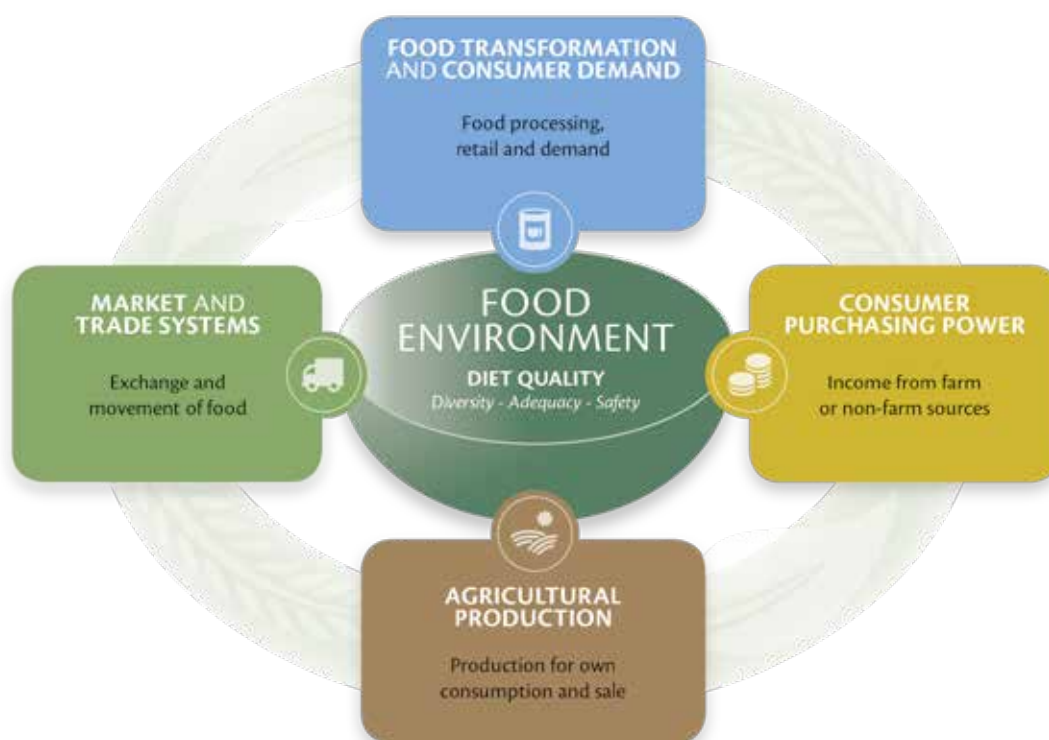 FOOD TRANSFORMATION
AND CONSUMER DEMAND
Food processing,
retail and demand
MARKET AND
TRADE SYSTEMS
Exchange and
movement of food
FOOD
ENVIRONMENT
DIET QUALITY
Diversity - Adequacy - Safety
CONSUMER
PURCHASING POWER
Income from farm
or non-farm sources
AGRICULTURAL
PRODUCTION
Production for own
consumption and sale